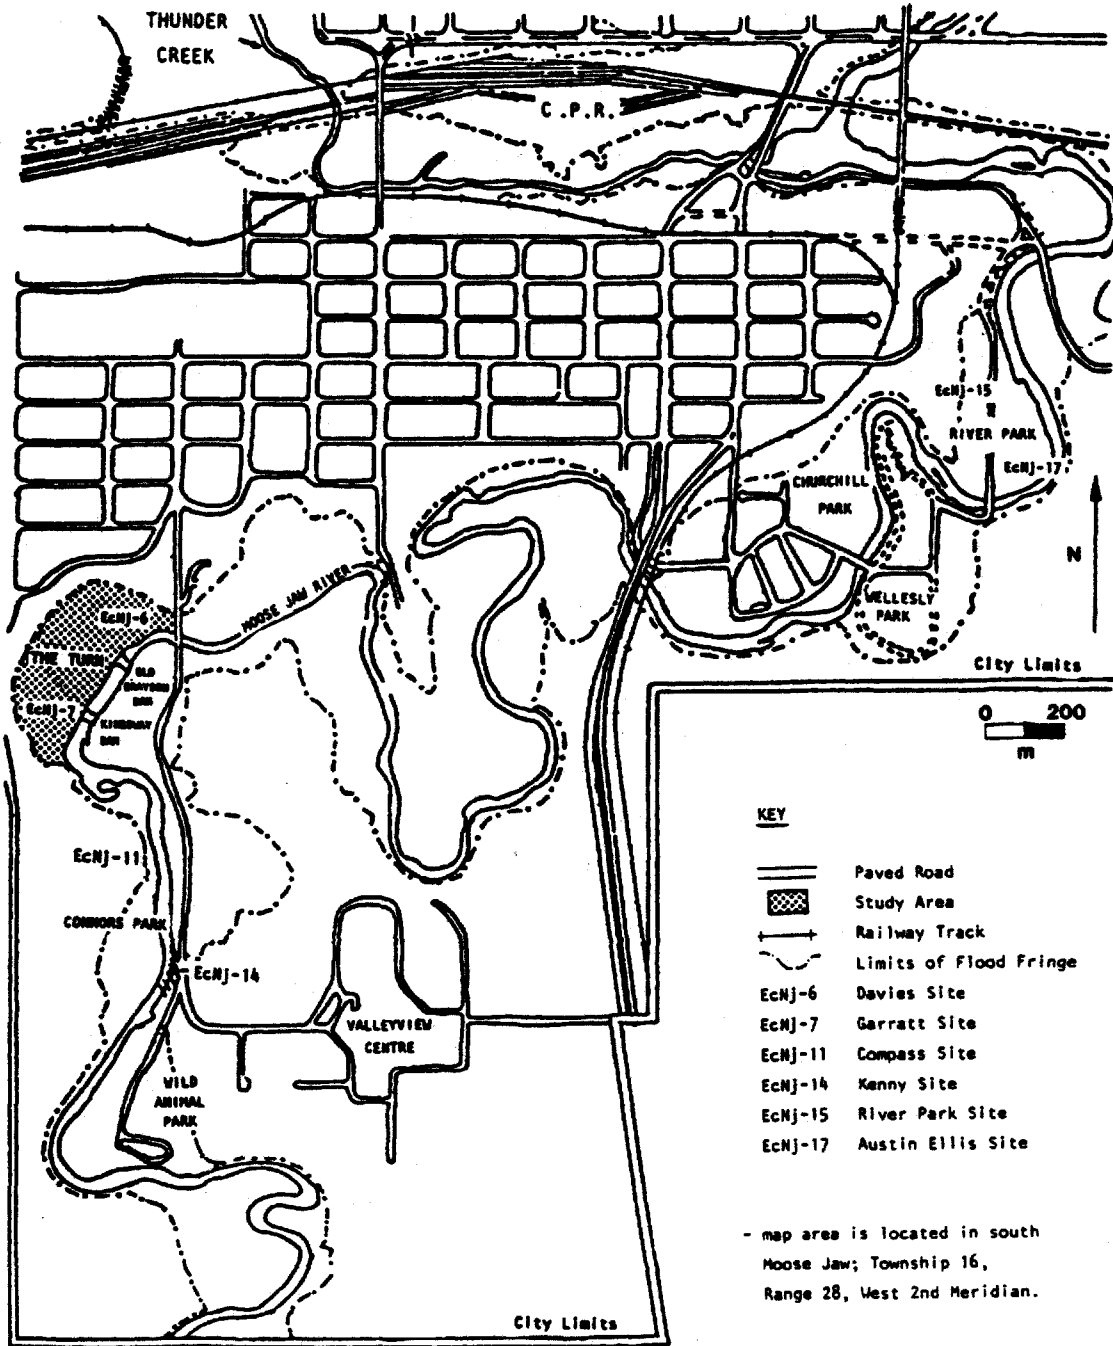 THUNDER
CREEK
C.P.R.
EcNj-15
RIVER PARK
EcNj-17
CHURCHILL
PARK
N
MOOSE JAW RIVER
WELLESLY
PARK
EcNj-6
THE TURN
OLD
DAM
EcNj-7
KINGSWAY
DAM
City Limits
0 200
m
KEY
Paved Road
Study Area
Railway Track
Limits of Flood Fringe
EcNj-6 Davies Site
EcNj-7 Garratt Site
EcNj-11 Compass Site
EcNj-14 Kenny Site
EcNj-15 River Park Site
EcNj-17 Austin Ellis Site
EcNj-11
CONNORS PARK
EcNj-14
VALLEYVIEW
CENTRE
WILD
ANIMAL
PARK
- map area is located in south
Moose Jaw; Township 16,
Range 28, West 2nd Meridian.
City Limits